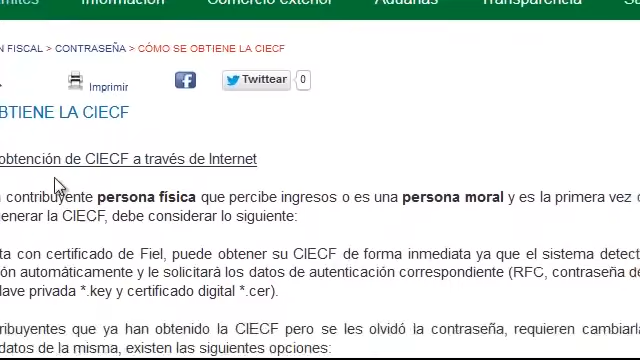 Información Comercio exterior Aduanas Transparencia
N FISCAL > CONTRASEÑA > CÓMO SE OBTIENE LA CIECF
Imprimir Twittear 0
BTIENE LA CIECF
obtención de CIECF a través de Internet
contribuyente persona física que percibe ingresos o es una persona moral y es la primera vez
enerar la CIECF, debe considerar lo siguiente:
ta con certificado de Fiel, puede obtener su CIECF de forma inmediata ya que el sistema detect
ón automáticamente y le solicitará los datos de autenticación correspondiente (RFC, contraseña de
lave privada *.key y certificado digital *.cer).
ribuyentes que ya han obtenido la CIECF pero se les olvidó la contraseña, requieren cambiarla
datos de la misma, existen las siguientes opciones: